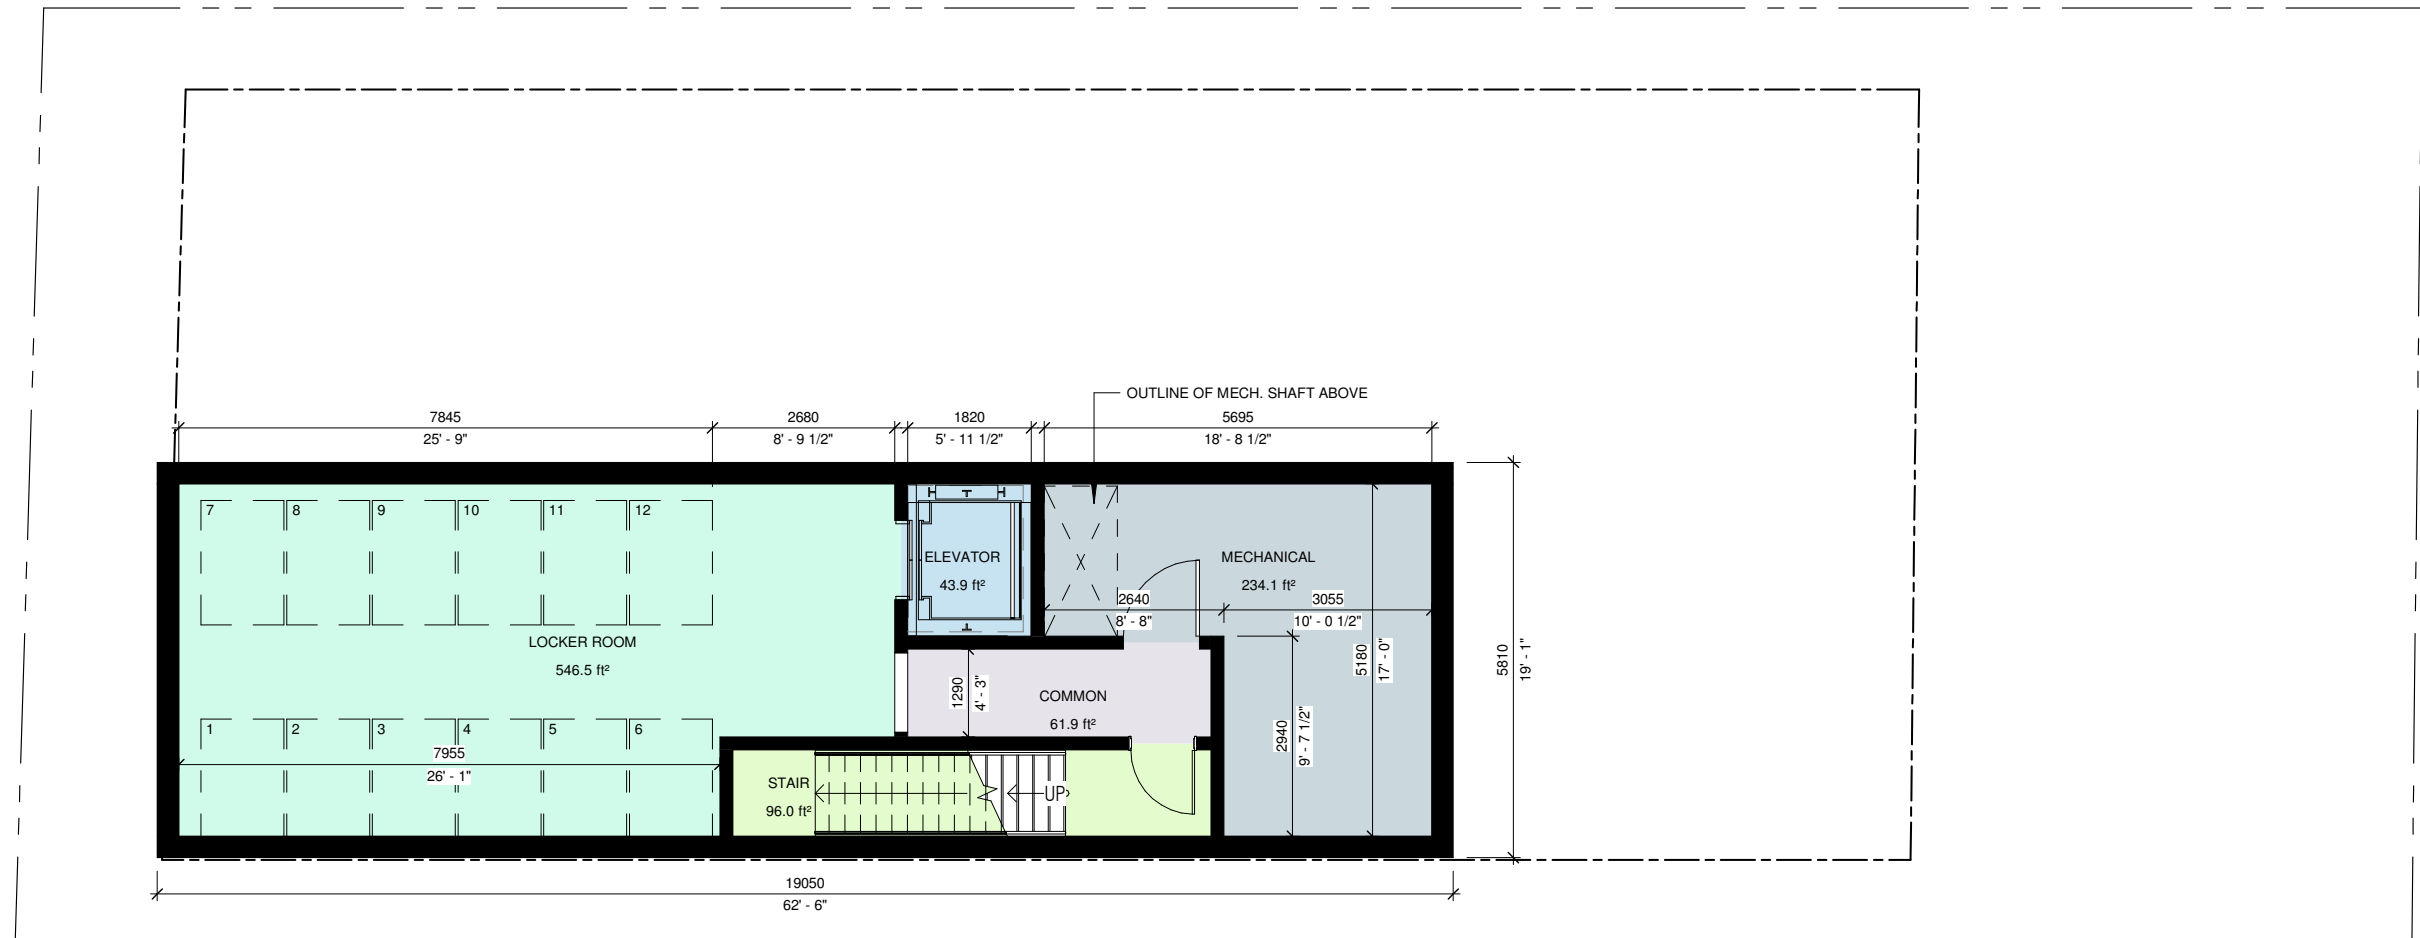 OUTLINE OF MECH. SHAFT ABOVE
7845
25' - 9"
2680
8' - 9 1/2"
1820
5' - 11 1/2"
5695
18' - 8 1/2"
7
8
9
10
11
12
ELEVATOR
43.9 ft²
MECHANICAL
234.1 ft²
2640
8' - 8"
3055
10' - 0 1/2"
LOCKER ROOM
546.5 ft²
5180
17' - 0"
5810
19' - 1"
1290
4' - 3"
COMMON
61.9 ft²
2940
9' - 7 1/2"
1
2
3
4
5
6
7955
26' - 1"
STAIR
96.0 ft²
UP
19050
62' - 6"